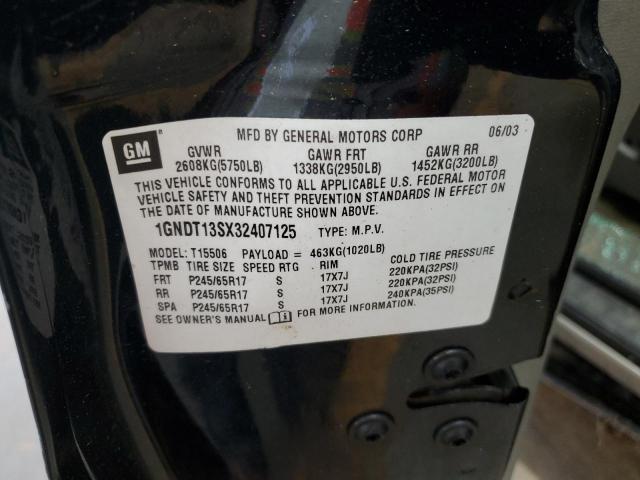 GM
®
MFD BY GENERAL MOTORS CORP 06/03
GVWR GAWR FRT GAWR RR
2608KG(5750LB) 1338KG(2950LB) 1452KG(3200LB)
THIS VEHICLE CONFORMS TO ALL APPLICABLE U.S. FEDERAL MOTOR
VEHICLE SAFETY AND THEFT PREVENTION STANDARDS IN EFFECT ON
THE DATE OF MANUFACTURE SHOWN ABOVE.
1GNDT13SX32407125 TYPE: M.P.V.
MODEL: T15506 PAYLOAD = 463KG(1020LB)
TPMB TIRE SIZE SPEED RTG RIM COLD TIRE PRESSURE
FRT P245/65R17 S 17X7J 220KPA(32PSI)
RR P245/65R17 S 17X7J 220KPA(32PSI)
SPA P245/65R17 S 17X7J 240KPA(35PSI)
SEE OWNER'S MANUAL FOR MORE INFORMATION.